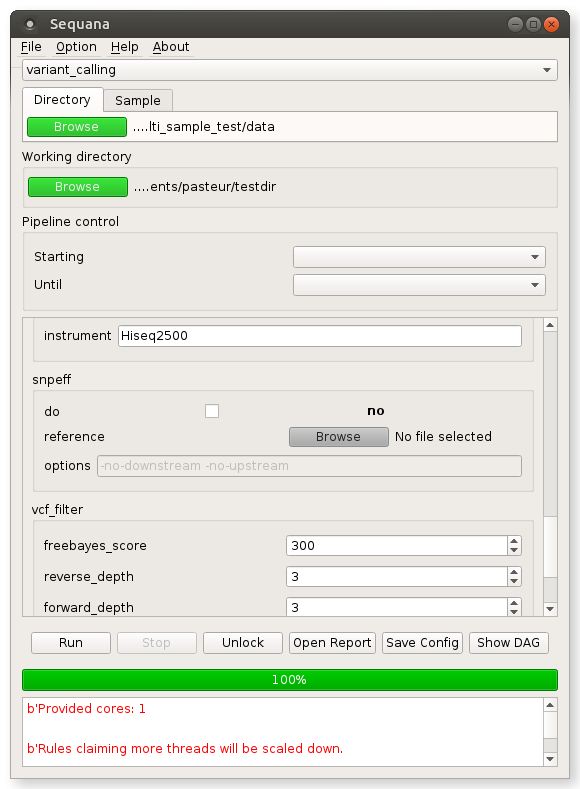 Sequana
File Option Help About
variant_calling
Directory Sample
Browse ....lti_sample_test/data
Working directory
Browse ....ents/pasteur/testdir
Pipeline control
Starting
Until
instrument Hiseq2500
snpeff
do no
reference Browse No file selected
options -no-downstream -no-upstream
vcf_filter
freebayes_score 300
reverse_depth 3
forward_depth 3
Run Stop Unlock Open Report Save Config Show DAG
100%
b'Provided cores: 1
b'Rules claiming more threads will be scaled down.